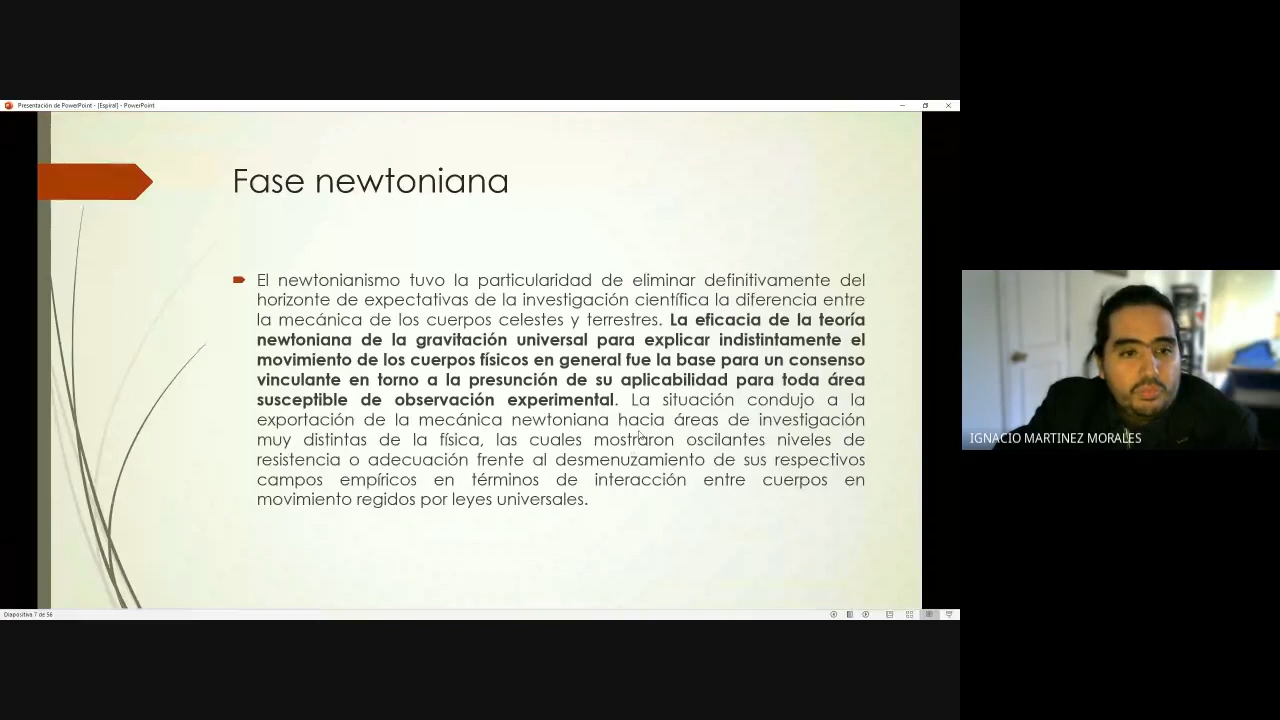 Presentación de PowerPoint - [Espiral] - PowerPoint
Fase newtoniana
El newtonianismo tuvo la particularidad de eliminar definitivamente del
horizonte de expectativas de la investigación científica la diferencia entre
la mecánica de los cuerpos celestes y terrestres. La eficacia de la teoría
newtoniana de la gravitación universal para explicar indistintamente el
movimiento de los cuerpos físicos en general fue la base para un consenso
vinculante en torno a la presunción de su aplicabilidad para toda área
susceptible de observación experimental. La situación condujo a la
exportación de la mecánica newtoniana hacia áreas de investigación
muy distintas de la física, las cuales mostraron oscilantes niveles de
resistencia o adecuación frente al desmenuzamiento de sus respectivos
campos empíricos en términos de interacción entre cuerpos en
movimiento regidos por leyes universales.
IGNACIO MARTINEZ MORALES
Diapositiva 7 de 56